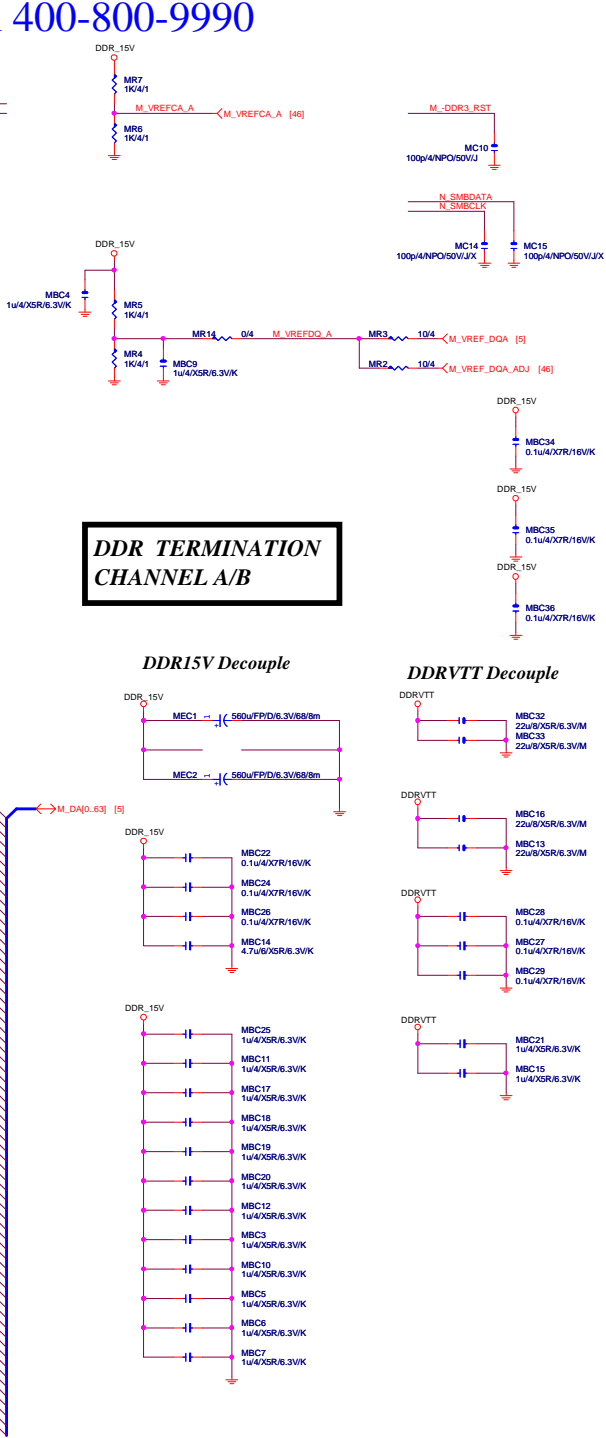 400-800-9990
DDR_15V
MR7
1K/4/1
M_VREFCA_A
M_VREFCA_A [46]
MR6
1K/4/1
M_-DDR3_RST
MC10
100p/4/NPO/50V/J
N_SMBDATA
N_SMBCLK
MC14
100p/4/NPO/50V/J/X
MC15
100p/4/NPO/50V/J/X
DDR_15V
MBC4
1u/4/X5R/6.3V/K
MR5
1K/4/1
MR4
1K/4/1
MBC9
1u/4/X5R/6.3V/K
MR14 0/4 M_VREFDQ_A
MR3 10/4 M_VREF_DQA [5]
MR2 10/4 M_VREF_DQA_ADJ [46]
DDR_15V
MBC34
0.1u/4/X7R/16V/K
DDR_15V
MBC35
0.1u/4/X7R/16V/K
DDR_15V
MBC36
0.1u/4/X7R/16V/K
DDR TERMINATION
CHANNEL A/B
DDR15V Decouple
DDR_15V
MEC1 1 + 560u/FP/D/6.3V/68/8m
MEC2 1 + 560u/FP/D/6.3V/68/8m
M_DA[0..63] [5]
DDR_15V
MBC22
0.1u/4/X7R/16V/K
MBC24
0.1u/4/X7R/16V/K
MBC26
0.1u/4/X7R/16V/K
MBC14
4.7u/6/X5R/6.3V/K
DDR_15V
MBC25
1u/4/X5R/6.3V/K
MBC11
1u/4/X5R/6.3V/K
MBC17
1u/4/X5R/6.3V/K
MBC18
1u/4/X5R/6.3V/K
MBC19
1u/4/X5R/6.3V/K
MBC20
1u/4/X5R/6.3V/K
MBC12
1u/4/X5R/6.3V/K
MBC3
1u/4/X5R/6.3V/K
MBC10
1u/4/X5R/6.3V/K
MBC5
1u/4/X5R/6.3V/K
MBC6
1u/4/X5R/6.3V/K
MBC7
1u/4/X5R/6.3V/K
DDRVTT Decouple
DDRVTT
MBC32
22u/8/X5R/6.3V/M
MBC33
22u/8/X5R/6.3V/M
DDRVTT
MBC16
22u/8/X5R/6.3V/M
MBC13
22u/8/X5R/6.3V/M
DDRVTT
MBC28
0.1u/4/X7R/16V/K
MBC27
0.1u/4/X7R/16V/K
MBC29
0.1u/4/X7R/16V/K
DDRVTT
MBC21
1u/4/X5R/6.3V/K
MBC15
1u/4/X5R/6.3V/K